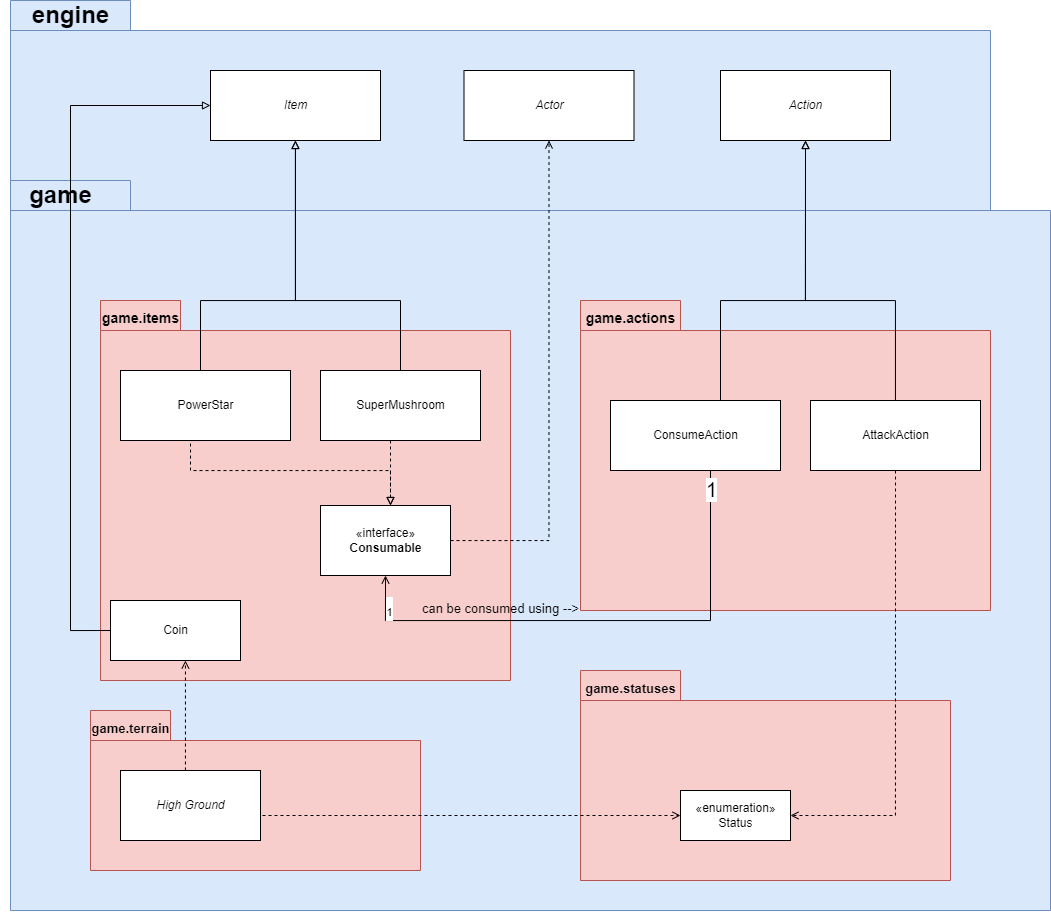 engine
Item
Actor
Action
game
game.items
game.actions
PowerStar
SuperMushroom
ConsumeAction
AttackAction
1
«interface»
Consumable
1
can be consumed using -->
Coin
game.statuses
game.terrain
High Ground
«enumeration»
Status